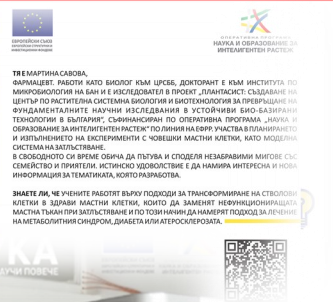 ЕВРОПЕЙСКИ СЪЮЗ
ЕВРОПЕЙСКИ СТРУКТУРНИ И
ИНВЕСТИЦИОННИ ФОНДОВЕ
ОПЕРАТИВНА ПРОГРАМА
НАУКА И ОБРАЗОВАНИЕ ЗА
ИНТЕЛИГЕНТЕН РАСТЕЖ
ТЯ Е МАРТИНА САВОВА,
ФАРМАЦЕВТ. РАБОТИ КАТО БИОЛОГ КЪМ ЦРСББ, ДОКТОРАНТ Е КЪМ ИНСТИТУТА ПО
МИКРОБИОЛОГИЯ НА БАН И Е ИЗСЛЕДОВАТЕЛ В ПРОЕКТ „ПЛАНТАСИСТ: СЪЗДАВАНЕ НА
ЦЕНТЪР ПО РАСТИТЕЛНА СИСТЕМНА БИОЛОГИЯ И БИОТЕХНОЛОГИЯ ЗА ПРЕВРЪЩАНЕ НА
ФУНДАМЕНТАЛНИТЕ НАУЧНИ ИЗСЛЕДВАНИЯ В УСТОЙЧИВИ БИО-БАЗИРАНИ
ТЕХНОЛОГИИ В БЪЛГАРИЯ“, СЪФИНАНСИРАН ПО ОПЕРАТИВНА ПРОГРАМА „НАУКА И
ОБРАЗОВАНИЕ ЗА ИНТЕЛИГЕНТЕН РАСТЕЖ“ ПО ЛИНИЯ НА ЕФРР. УЧАСТВА В ПЛАНИРАНЕТО
И ИЗПЪЛНЕНИЕТО НА ЕКСПЕРИМЕНТИ С ЧОВЕШКИ МАСТНИ КЛЕТКИ, КАТО МОДЕЛНА
СИСТЕМА НА ЗАТЛЪСТЯВАНЕ.
В СВОБОДНОТО СИ ВРЕМЕ ОБИЧА ДА ПЪТУВА И СПОДЕЛЯ НЕЗАБРАВИМИ МИГОВЕ СЪС
СЕМЕЙСТВО И ПРИЯТЕЛИ. ИСТИНСКО УДОВОЛСТВИЕ Е ДА НАМИРА ИНТЕРЕСНА И НОВА
ИНФОРМАЦИЯ ЗА ТЕМАТИКАТА, КОЯТО РАЗРАБОТВА.
ЗНАЕТЕ ЛИ, ЧЕ УЧЕНИТЕ РАБОТЯТ ВЪРХУ ПОДХОДИ ЗА ТРАНСФОРМИРАНЕ НА СТВОЛОВИ
КЛЕТКИ В ЗДРАВИ МАСТНИ КЛЕТКИ, КОИТО ДА ЗАМЕНЯТ НЕФУНКЦИОНИРАЩАТА
МАСТНА ТЪКАН ПРИ ЗАТЛЪСТЯВАНЕ И ПО ТОЗИ НАЧИН ДА НАМЕРЯТ ПОДХОД ЗА ЛЕЧЕНИЕ
НА МЕТАБОЛИТНИЯ СИНДРОМ, ДИАБЕТА ИЛИ АТЕРОСКЛЕРОЗАТА.
КА
АУЧИ ПОВЕЧЕ